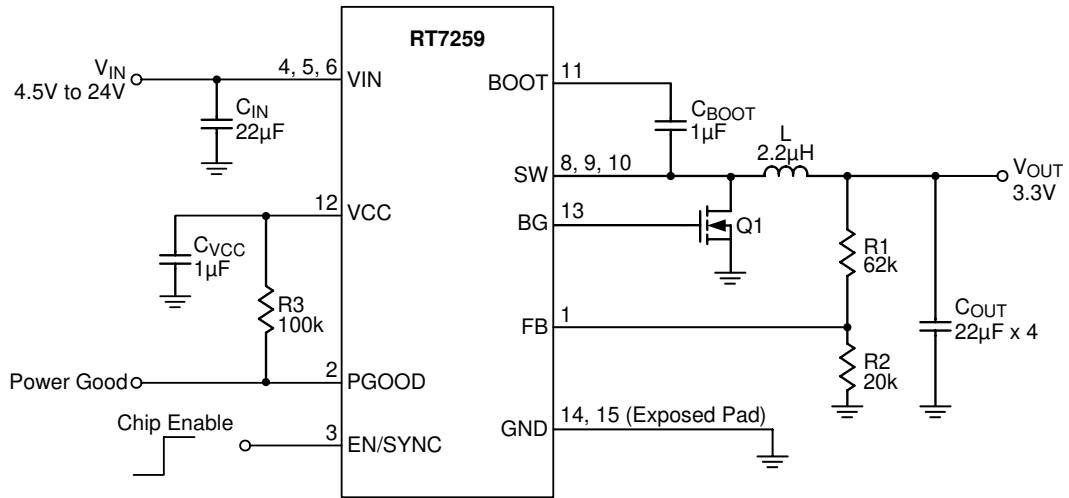 RT7259
VIN
4.5V to 24V
4, 5, 6
VIN
CIN
22µF
BOOT
11
CBOOT
1µF
L
2.2µH
SW
8, 9, 10
VOUT
3.3V
12
VCC
BG
13
Q1
CVCC
1µF
R1
62k
R3
100k
FB
1
COUT
22µF x 4
R2
20k
Power Good
2
PGOOD
Chip Enable
3
EN/SYNC
GND
14, 15 (Exposed Pad)